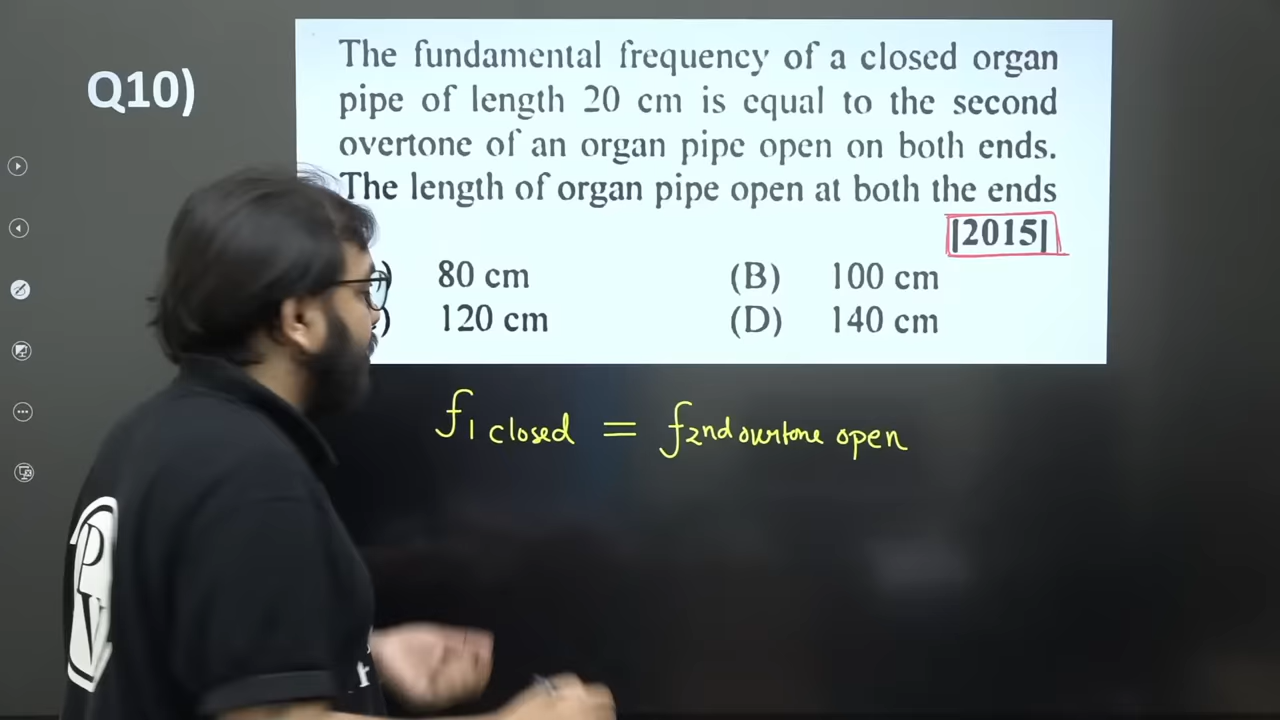 Q10)
The fundamental frequency of a closed organ
pipe of length 20 cm is equal to the second
overtone of an organ pipe open on both ends.
The length of organ pipe open at both the ends
|2015|
) 80 cm (B) 100 cm
) 120 cm (D) 140 cm
f1 closed = f2nd overtone open
P
W